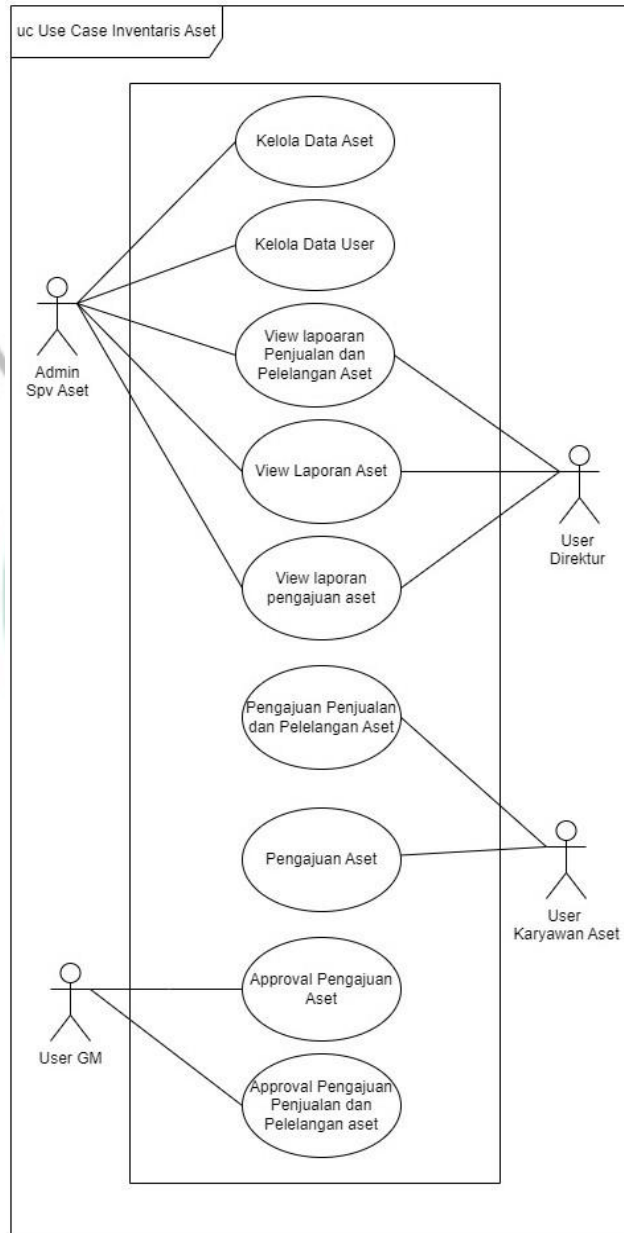 uc Use Case Inventaris Aset
Kelola Data Aset
Kelola Data User
Admin
Spv Aset
View lapoaran
Penjualan dan
Pelelangan Aset
View Laporan Aset
User
Direktur
View laporan
pengajuan aset
Pengajuan Penjualan
dan Pelelangan Aset
Pengajuan Aset
User
Karyawan Aset
Approval Pengajuan
Aset
User GM
Approval Pengajuan
Penjualan dan
Pelelangan aset